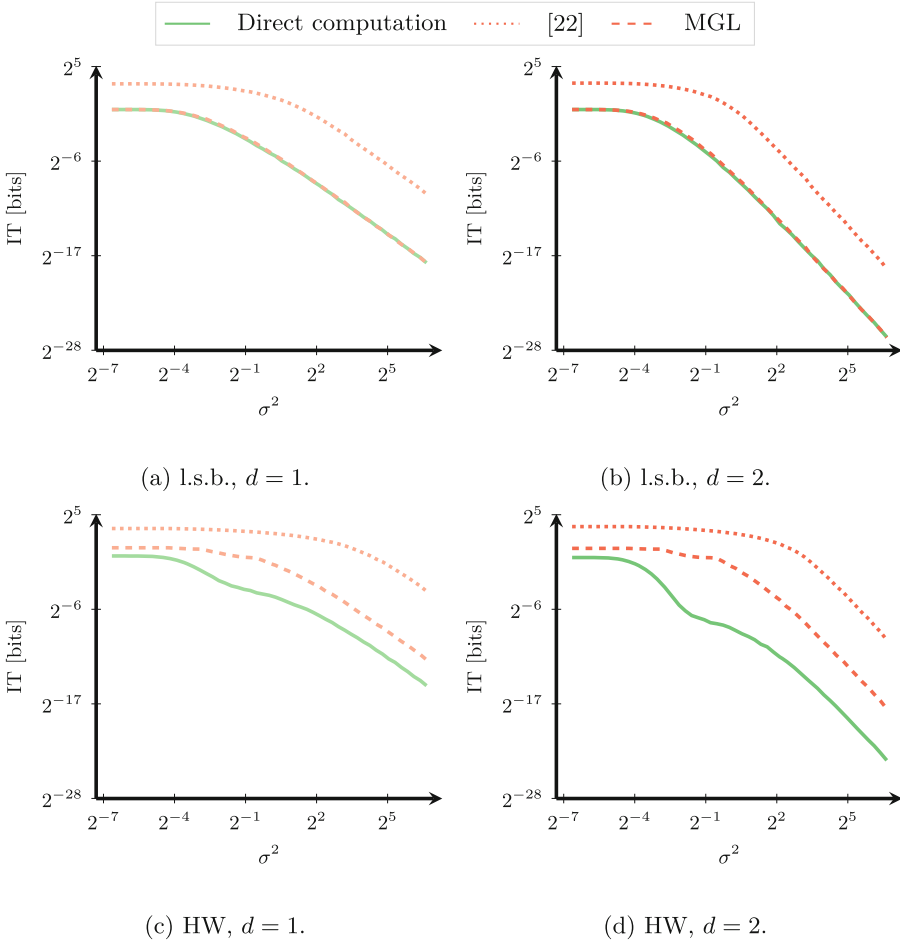 Direct computation [22] MGL
2^5
2^−6
2^−17
2^−28
IT [bits]
2^−7 2^−4 2^−1 2^2 2^5
σ^2
(a) l.s.b., d = 1.
2^5
2^−6
2^−17
2^−28
IT [bits]
2^−7 2^−4 2^−1 2^2 2^5
σ^2
(b) l.s.b., d = 2.
2^5
2^−6
2^−17
2^−28
IT [bits]
2^−7 2^−4 2^−1 2^2 2^5
σ^2
(c) HW, d = 1.
2^5
2^−6
2^−17
2^−28
IT [bits]
2^−7 2^−4 2^−1 2^2 2^5
σ^2
(d) HW, d = 2.